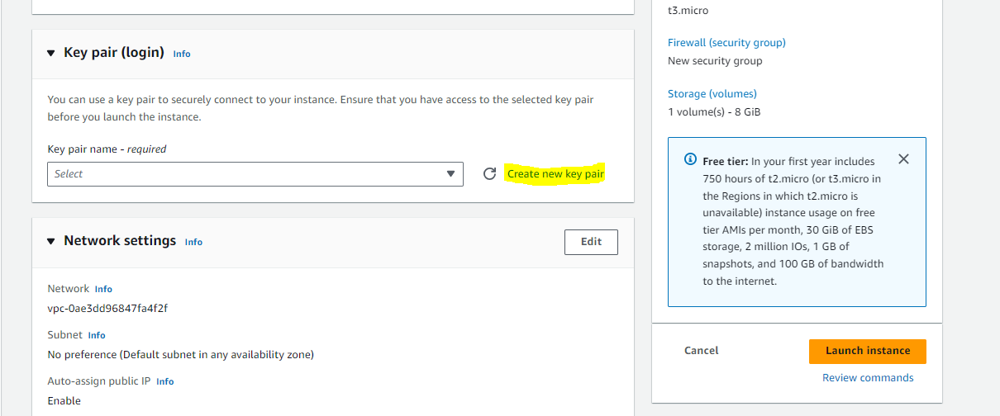 Key pair (login) Info
You can use a key pair to securely connect to your instance. Ensure that you have access to the selected key pair
before you launch the instance.
Key pair name - required
Select
Create new key pair
Network settings Info
Edit
Network Info
vpc-0ae3dd96847fa4f2f
Subnet Info
No preference (Default subnet in any availability zone)
Auto-assign public IP Info
Enable
t3.micro
Firewall (security group)
New security group
Storage (volumes)
1 volume(s) - 8 GiB
Free tier: In your first year includes
750 hours of t2.micro (or t3.micro in
the Regions in which t2.micro is
unavailable) instance usage on free
tier AMIs per month, 30 GiB of EBS
storage, 2 million IOs, 1 GB of
snapshots, and 100 GB of bandwidth
to the internet.
Cancel
Launch instance
Review commands